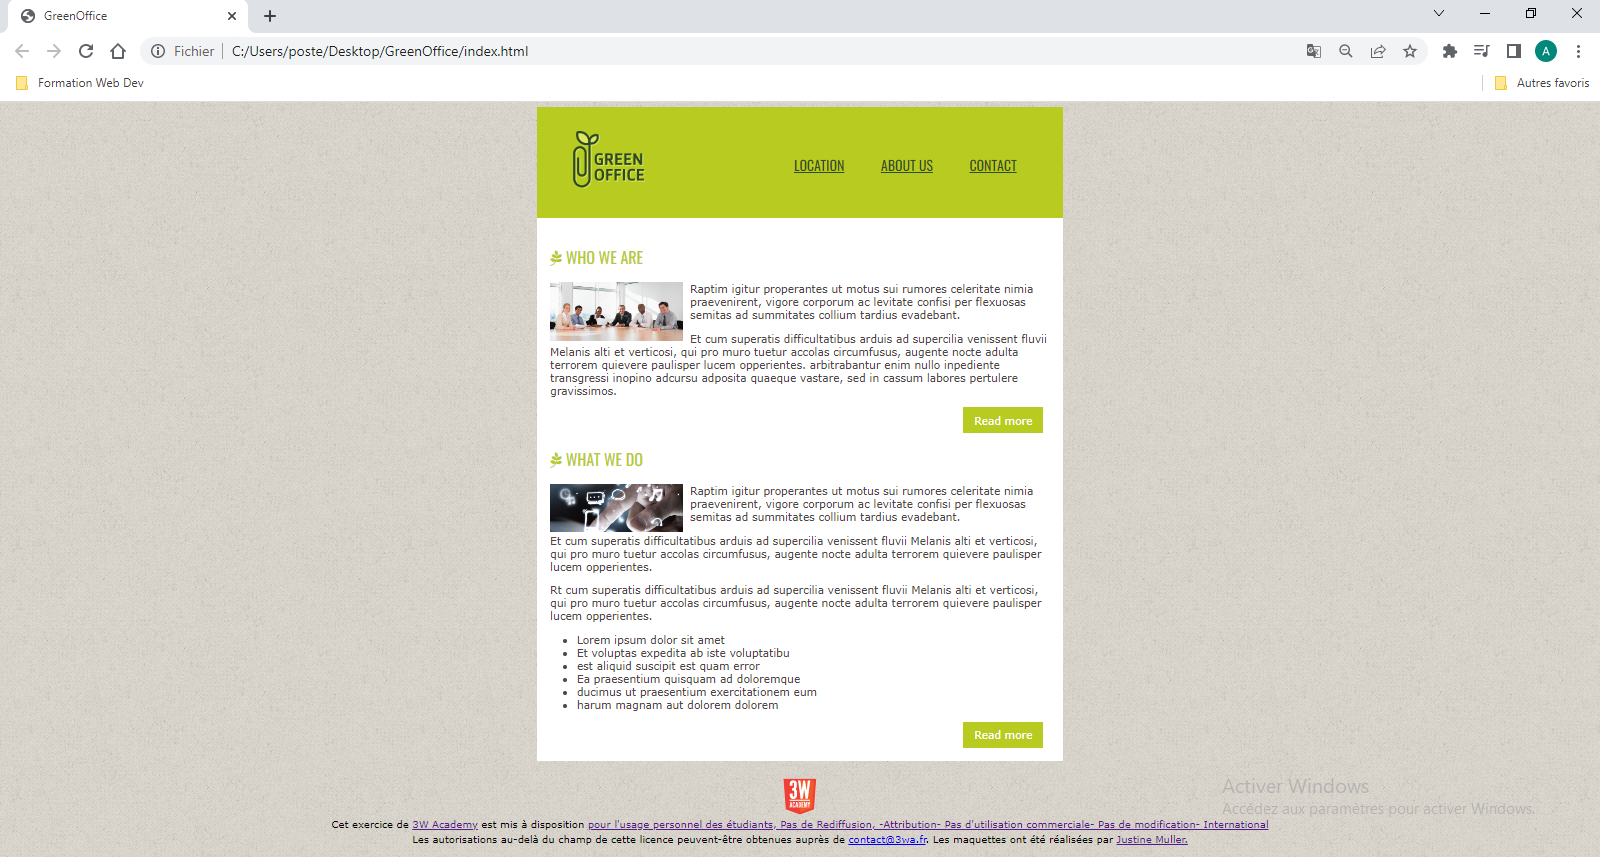 GreenOffice
Fichier C:/Users/poste/Desktop/GreenOffice/index.html
A
Formation Web Dev
Autres favoris
GREEN
OFFICE
LOCATION ABOUT US CONTACT
WHO WE ARE
Raptim igitur properantes ut motus sui rumores celeritate nimia
praevenirent, vigore corporum ac levitate confisi per flexuosas
semitas ad summitates collium tardius evadebant.
Et cum superatis difficultatibus arduis ad supercilia venissent fluvii
Melanis alti et verticosi, qui pro muro tuetur accolas circumfusus, augente nocte adulta
terrorem quievere paulisper lucem opperientes. arbitrabantur enim nullo inpediente
transgressi inopino adcursu adposita quaeque vastare, sed in cassum labores pertulere
gravissimos.
Read more
WHAT WE DO
Raptim igitur properantes ut motus sui rumores celeritate nimia
praevenirent, vigore corporum ac levitate confisi per flexuosas
semitas ad summitates collium tardius evadebant.
Et cum superatis difficultatibus arduis ad supercilia venissent fluvii Melanis alti et verticosi,
qui pro muro tuetur accolas circumfusus, augente nocte adulta terrorem quievere paulisper
lucem opperientes.
Rt cum superatis difficultatibus arduis ad supercilia venissent fluvii Melanis alti et verticosi,
qui pro muro tuetur accolas circumfusus, augente nocte adulta terrorem quievere paulisper
lucem opperientes.
• Lorem ipsum dolor sit amet
• Et voluptas expedita ab iste voluptatibu
• est aliquid suscipit est quam error
• Ea praesentium quisquam ad doloremque
• ducimus ut praesentium exercitationem eum
• harum magnam aut dolorem dolorem
Read more
3W
ACADEMY
Activer Windows
Accédez aux paramètres pour activer Windows.
Cet exercice de 3W Academy est mis à disposition pour l'usage personnel des étudiants, Pas de Rediffusion, -Attribution- Pas d'utilisation commerciale- Pas de modification- International
Les autorisations au-delà du champ de cette licence peuvent-être obtenues auprès de contact@3wa.fr. Les maquettes ont été réalisées par Justine Muller.